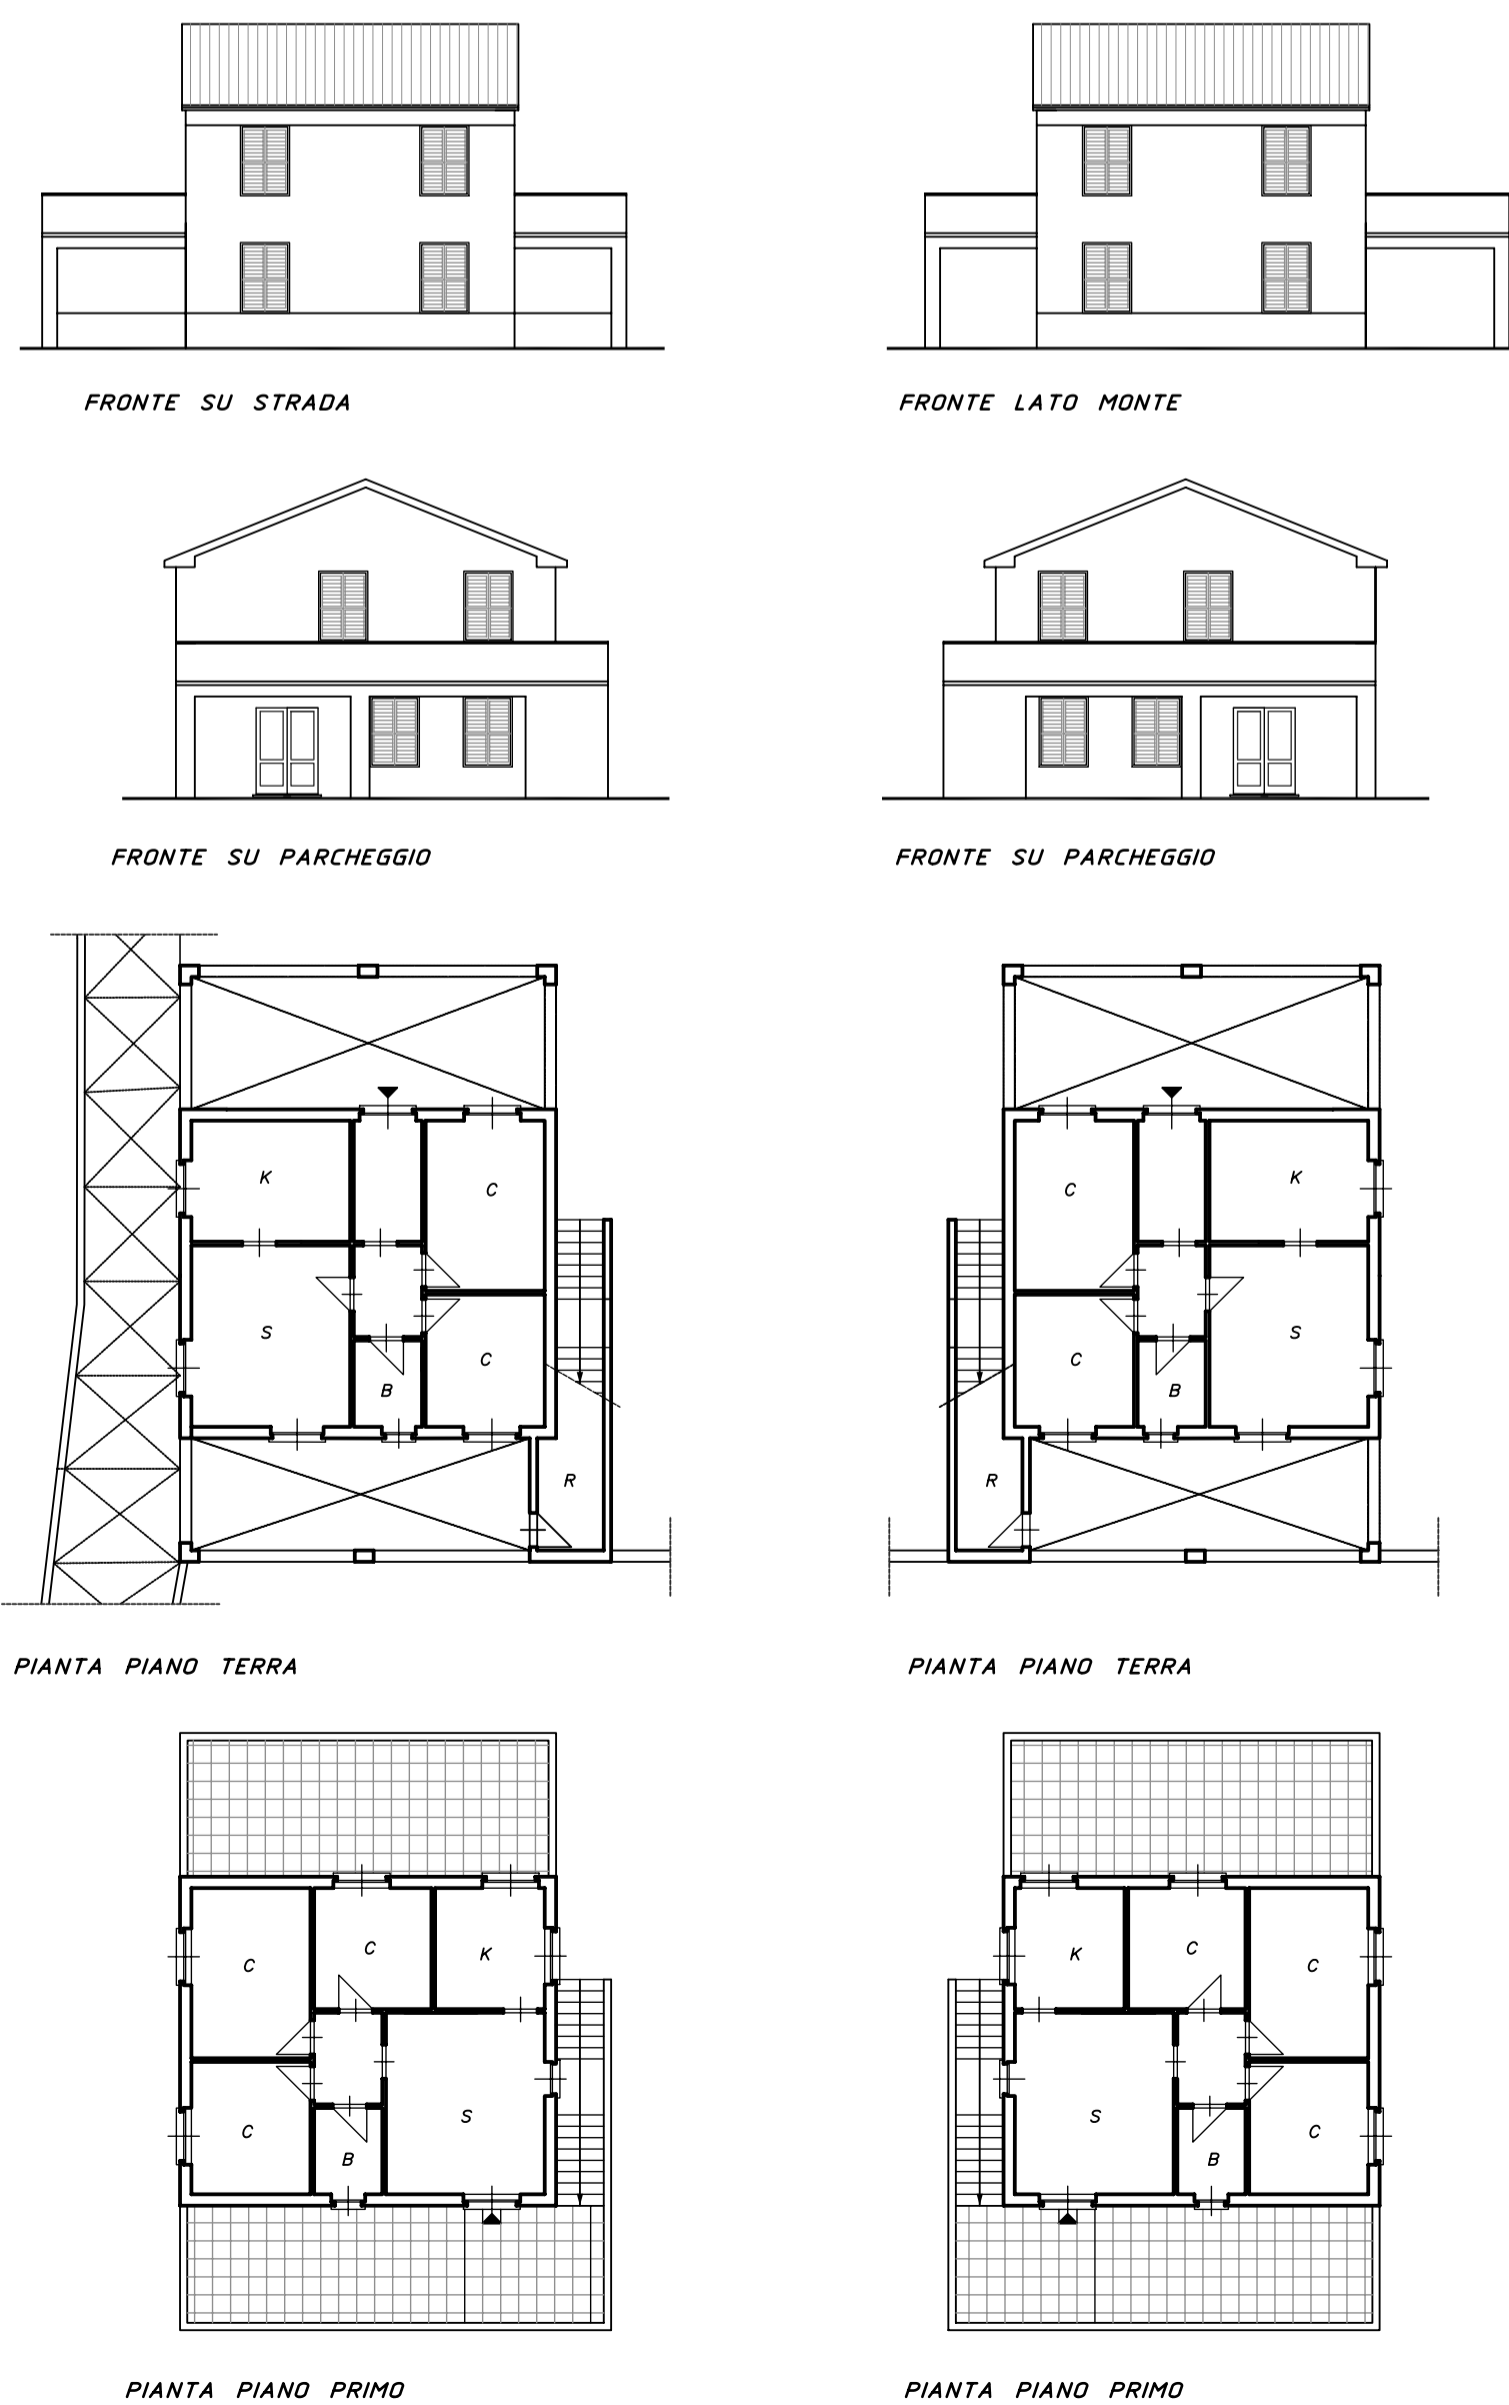 FRONTE SU STRADA
FRONTE LATO MONTE
FRONTE SU PARCHEGGIO
FRONTE SU PARCHEGGIO
K
C
S
C
B
R
PIANTA PIANO TERRA
C
K
S
C
B
R
PIANTA PIANO TERRA
C
C
K
C
B
S
PIANTA PIANO PRIMO
K
C
C
S
B
C
PIANTA PIANO PRIMO